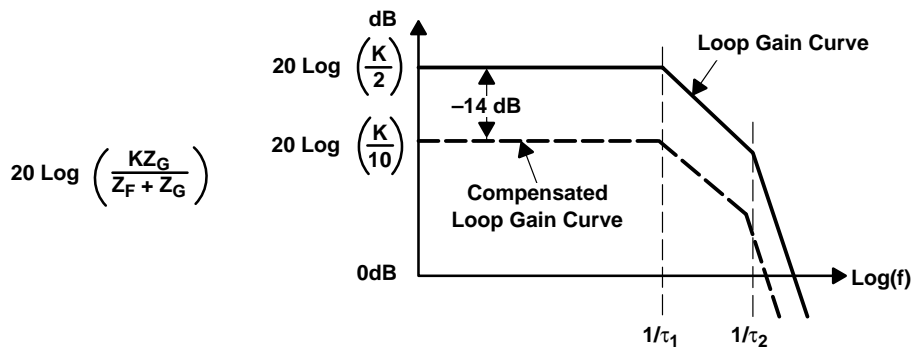 dB
Loop Gain Curve
20 Log (K/2)
–14 dB
20 Log (K/10)
20 Log (KZ_G/Z_F + Z_G)
Compensated
Loop Gain Curve
0dB
Log(f)
1/τ₁ 1/τ₂